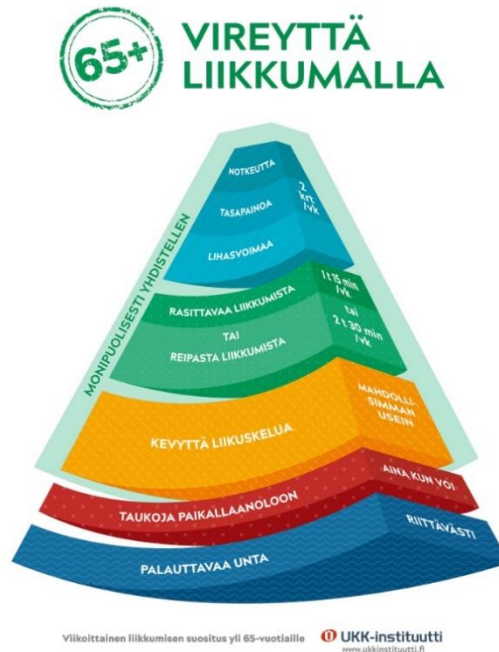 65+
VIREYTTÄ
LIIKKUMALLA
MONIPUOLISESTI YHDISTELLEN
NOTKEUTTA
TASAPAINOA
LIHASVOIMAA
2
krt
/vk
RASITTAVAA LIIKKUMISTA
TAI
REIPASTA LIIKKUMISTA
1 t 15 min
/vk
tai
2 t 30 min
/vk
KEVYTTÄ LIIKUSKELUA
MAHDOLLI-
SIMMAN
USEIN
TAUKOJA PAIKALLAANOLOON
AINA KUN VOI
PALAUTTAVAA UNTA
RIITTÄVÄSTI
Viikoittainen liikkumisen suositus yli 65-vuotiaille
UKK-instituutti
www.ukkinstituutti.fi